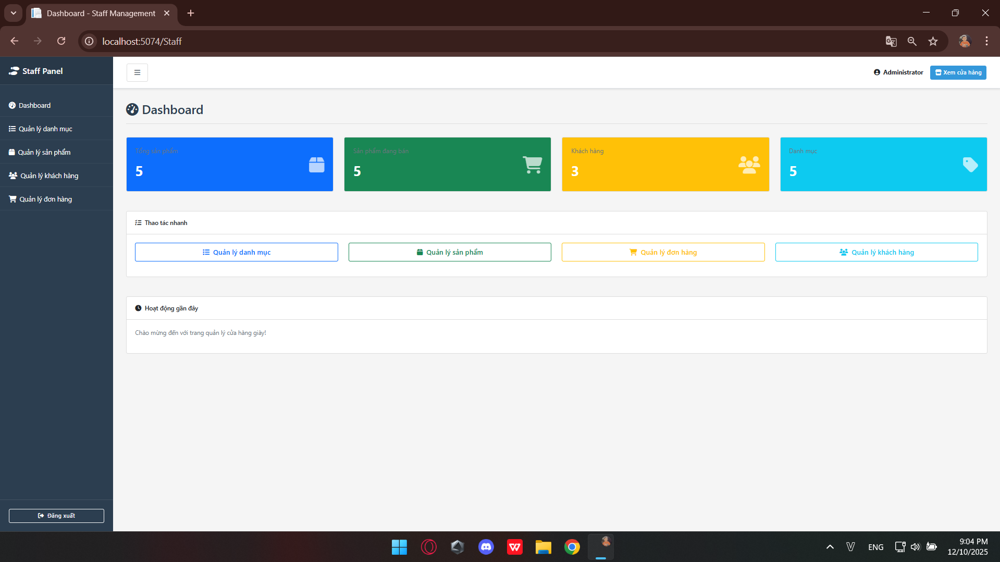 Dashboard - Staff Management
localhost:5074/Staff
Staff Panel
Administrator
Xem cửa hàng
Dashboard
Quản lý danh mục
Quản lý sản phẩm
Quản lý khách hàng
Quản lý đơn hàng
Đăng xuất
Dashboard
Tổng sản phẩm
5
Sản phẩm đang bán
5
Khách hàng
3
Danh mục
5
Thao tác nhanh
Quản lý danh mục
Quản lý sản phẩm
Quản lý đơn hàng
Quản lý khách hàng
Hoạt động gần đây
Chào mừng đến với trang quản lý cửa hàng giày!
V
ENG
9:04 PM
12/10/2025